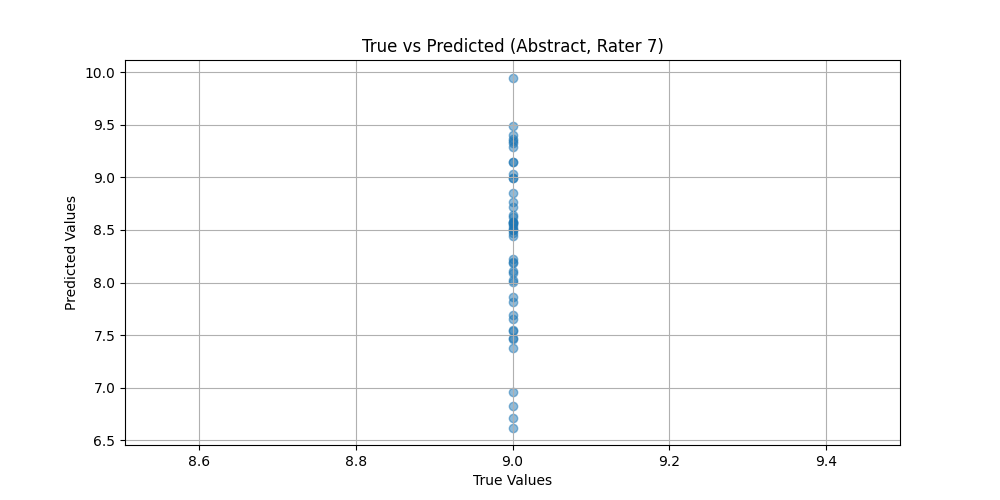 True vs Predicted (Abstract, Rater 7)
Predicted Values
10.0
9.5
9.0
8.5
8.0
7.5
7.0
6.5
8.6 8.8 9.0 9.2 9.4
True Values